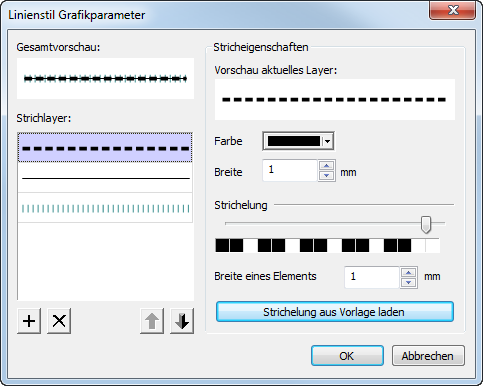 Linienstil Grafikparameter
Gesamtvorschau:
Strichlayer:
Stricheigenschaften
Vorschau aktuelles Layer:
Farbe
Breite 1 mm
Strichelung
Breite eines Elements 1 mm
Strichelung aus Vorlage laden
OK Abbrechen